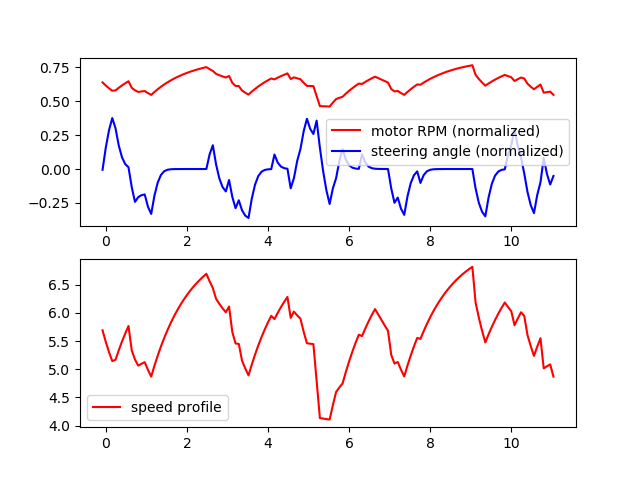 0.75
0.50
0.25
0.00
−0.25
motor RPM (normalized)
steering angle (normalized)
0 2 4 6 8 10
6.5
6.0
5.5
5.0
4.5
4.0
speed profile
0 2 4 6 8 10